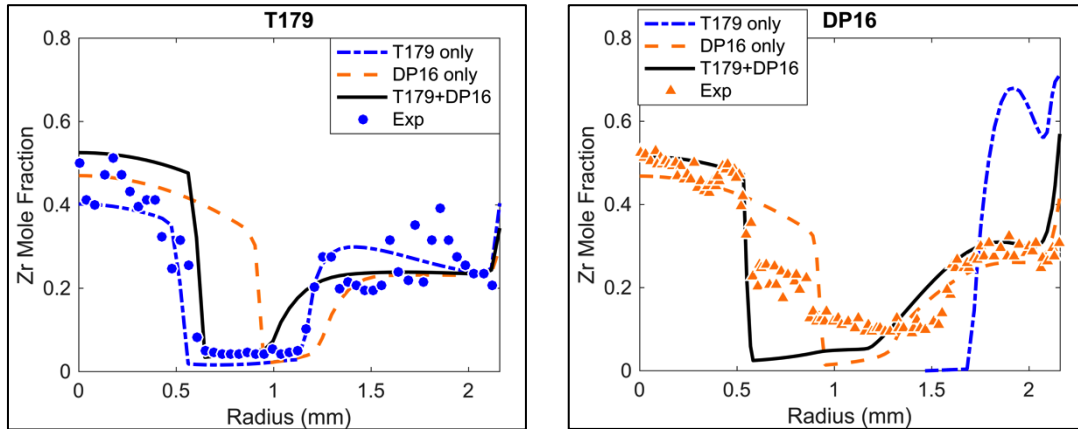 T179
0.8
0.6
0.4
0.2
0
Zr Mole Fraction
T179 only
DP16 only
T179+DP16
Exp
0 0.5 1 1.5 2
Radius (mm)
DP16
0.8
0.6
0.4
0.2
0
Zr Mole Fraction
T179 only
DP16 only
T179+DP16
Exp
0 0.5 1 1.5 2
Radius (mm)